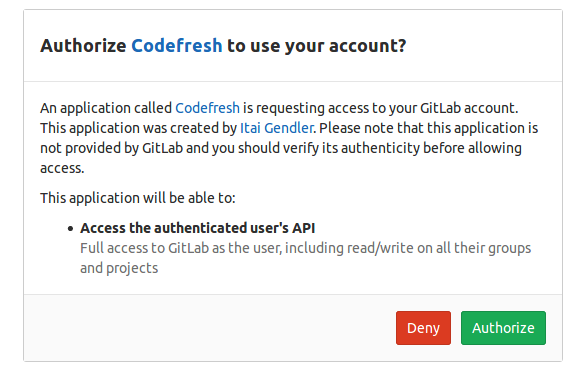 Authorize Codefresh to use your account?
An application called Codefresh is requesting access to your GitLab account.
This application was created by Itai Gendler. Please note that this application is
not provided by GitLab and you should verify its authenticity before allowing
access.
This application will be able to:
• Access the authenticated user's API
Full access to GitLab as the user, including read/write on all their groups
and projects
Deny Authorize